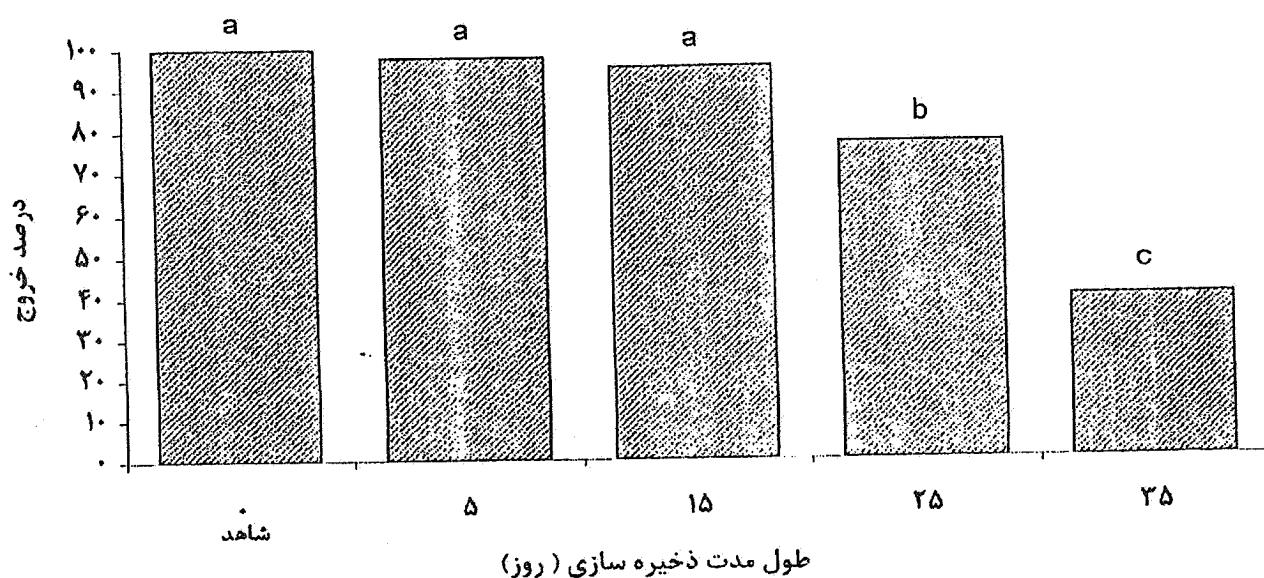 a a a b c
۱۰۰
۹۰
۸۰
۷۰
۶۰
۵۰
۴۰
۳۰
۲۰
۱۰
۰
درصد خروج
۰ ۵ ۱۵ ۲۵ ۳۵
شاهد
طول مدت ذخیره سازی ( روز)